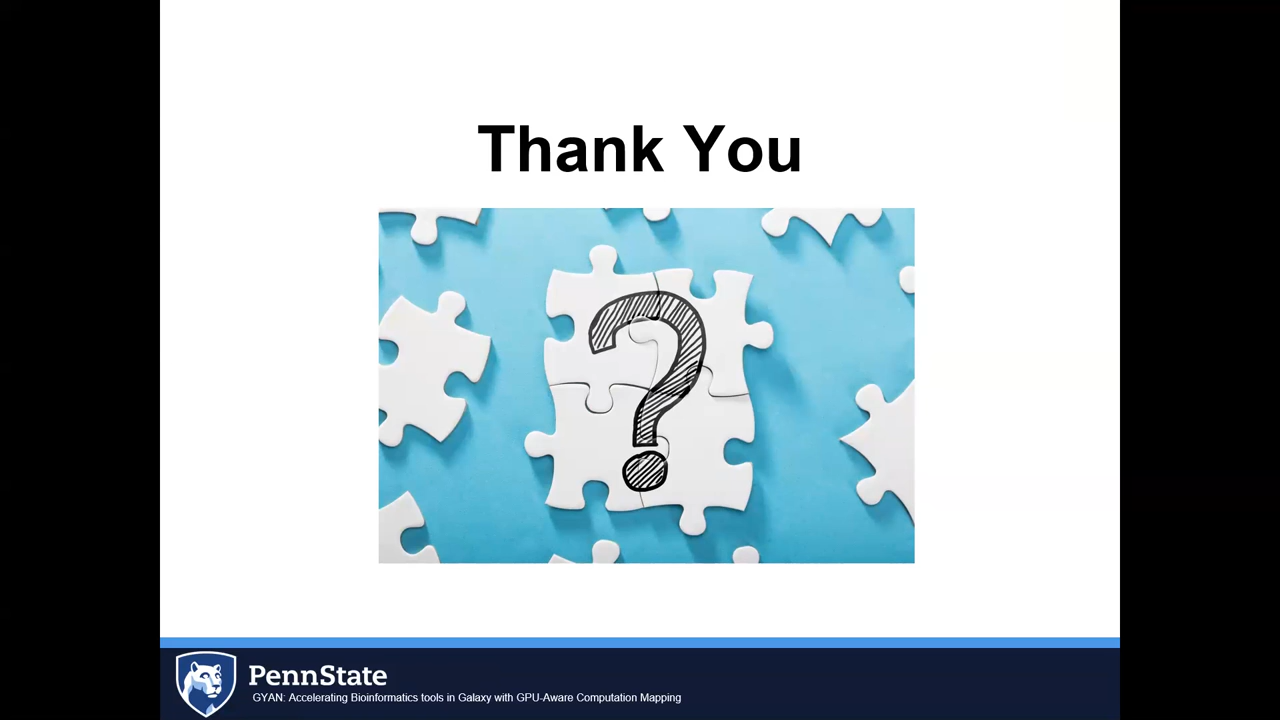 Thank You
?
PennState
GYAN: Accelerating Bioinformatics tools in Galaxy with GPU-Aware Computation Mapping